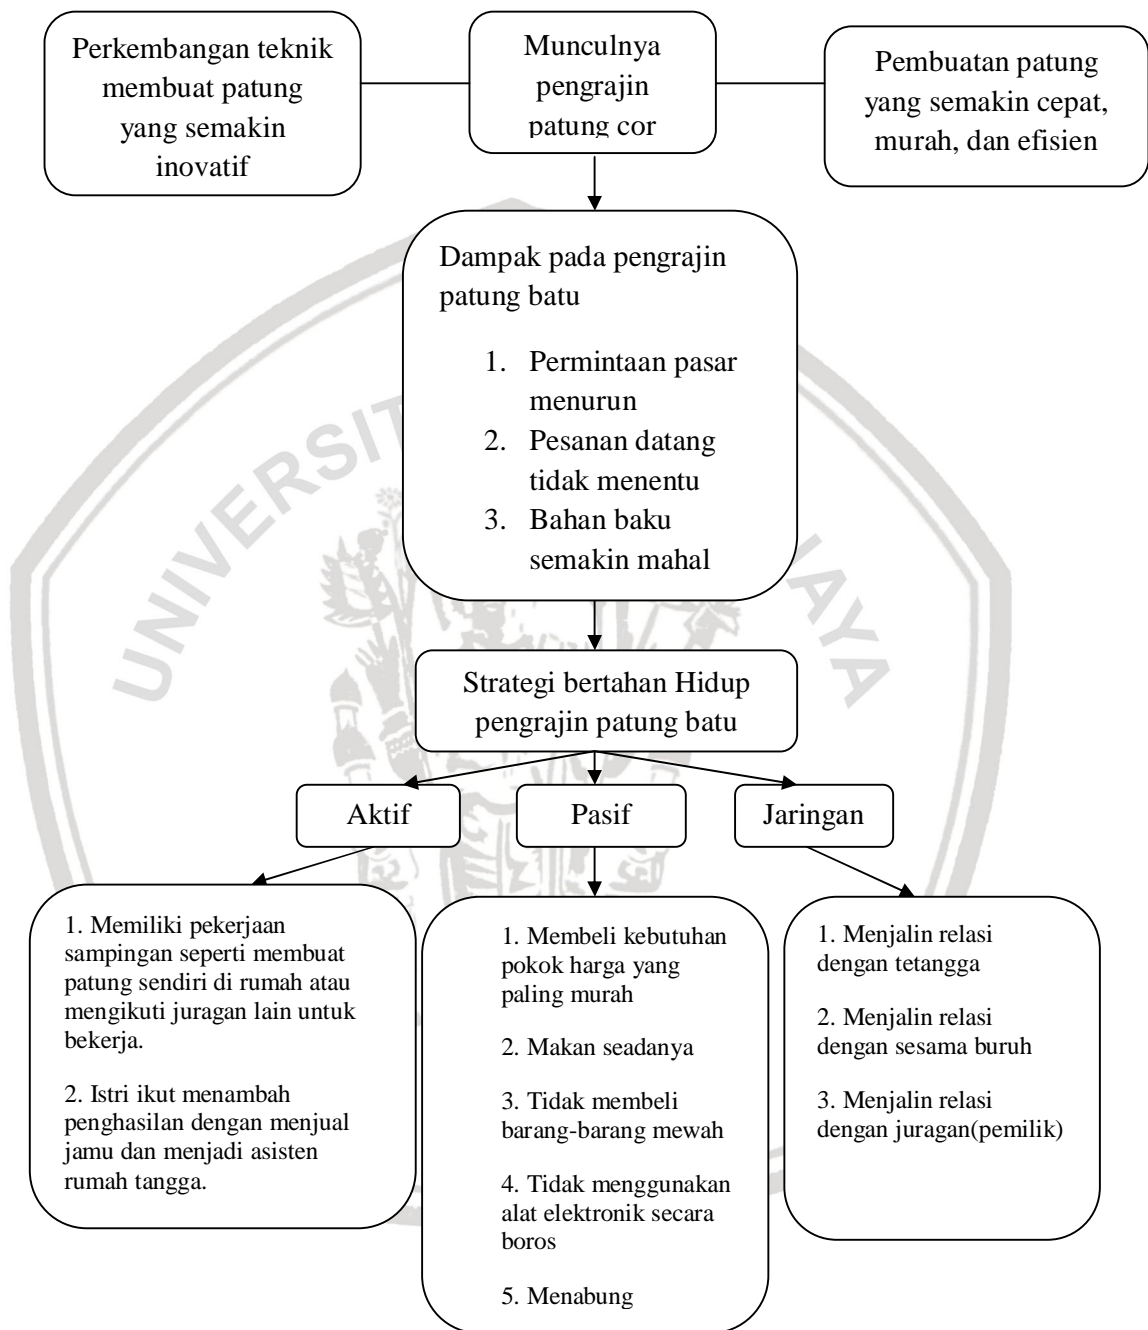 Perkembangan teknik
membuat patung
yang semakin
inovatif
Munculnya
pengrajin
patung cor
Pembuatan patung
yang semakin cepat,
murah, dan efisien
Dampak pada pengrajin
patung batu
1. Permintaan pasar
menurun
2. Pesanan datang
tidak menentu
3. Bahan baku
semakin mahal
Strategi bertahan Hidup
pengrajin patung batu
Aktif
Pasif
Jaringan
1. Memiliki pekerjaan
sampingan seperti membuat
patung sendiri di rumah atau
mengikuti juragan lain untuk
bekerja.
2. Istri ikut menambah
penghasilan dengan menjual
jamu dan menjadi asisten
rumah tangga.
1. Membeli kebutuhan
pokok harga yang
paling murah
2. Makan seadanya
3. Tidak membeli
barang-barang mewah
4. Tidak menggunakan
alat elektronik secara
boros
5. Menabung
1. Menjalin relasi
dengan tetangga
2. Menjalin relasi
dengan sesama buruh
3. Menjalin relasi
dengan juragan(pemilik)